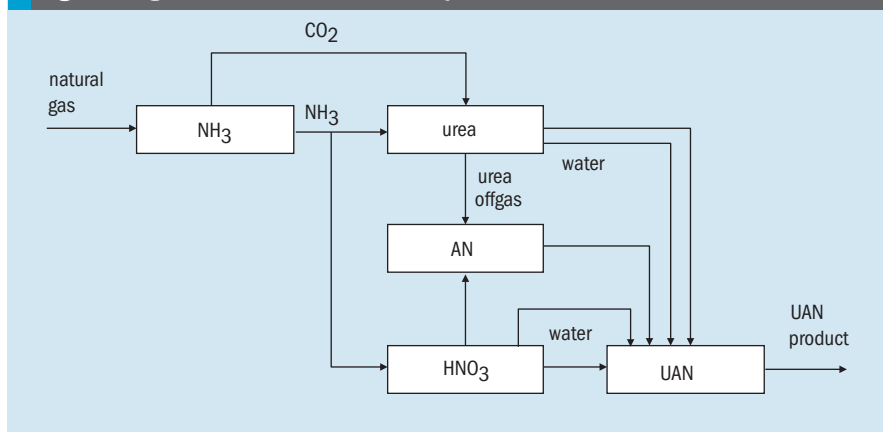 CO2
natural
gas
NH3
NH3
urea
water
urea
offgas
AN
UAN
product
water
HNO3
UAN